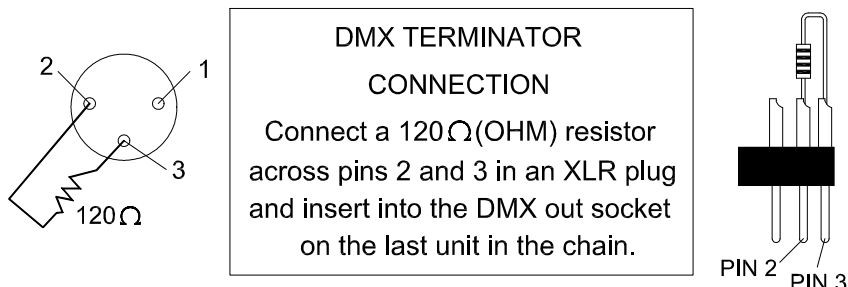 2
1
3
120Ω
DMX TERMINATOR
CONNECTION
Connect a 120Ω(OHM) resistor
across pins 2 and 3 in an XLR plug
and insert into the DMX out socket
on the last unit in the chain.
PIN 2
PIN 3